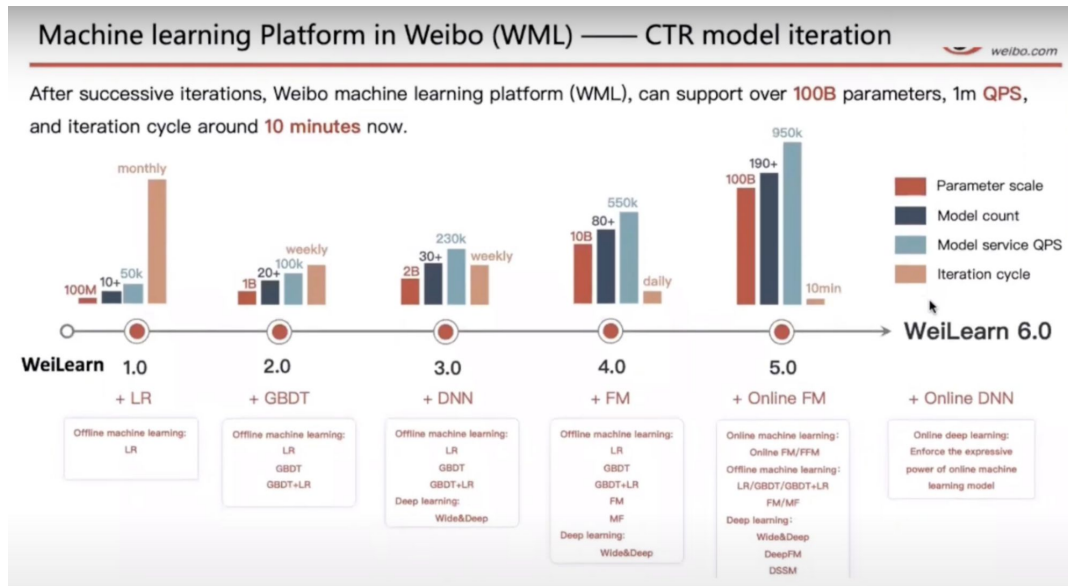 Machine learning Platform in Weibo (WML) —— CTR model iteration
weibo.com
After successive iterations, Weibo machine learning platform (WML), can support over 100B parameters, 1m QPS,
and iteration cycle around 10 minutes now.
monthly
100M
10+
50k
1B
20+
100k
weekly
2B
30+
230k
weekly
10B
80+
550k
daily
100B
190+
950k
10min
Parameter scale
Model count
Model service QPS
Iteration cycle
WeiLearn 1.0 2.0 3.0 4.0 5.0 WeiLearn 6.0
+ LR
+ GBDT
+ DNN
+ FM
+ Online FM
+ Online DNN
Offline machine learning:
LR
Offline machine learning:
LR
GBDT
GBDT+LR
Offline machine learning:
LR
GBDT
GBDT+LR
Deep learning:
Wide&Deep
Offline machine learning:
LR
GBDT
GBDT+LR
FM
MF
Deep learning:
Wide&Deep
Online machine learning:
Online FM/FFM
Offline machine learning:
LR/GBDT/GBDT+LR
FM/MF
Deep learning:
Wide&Deep
DeepFM
DSSM
Online deep learning:
Enforce the expressive
power of online machine
learning model